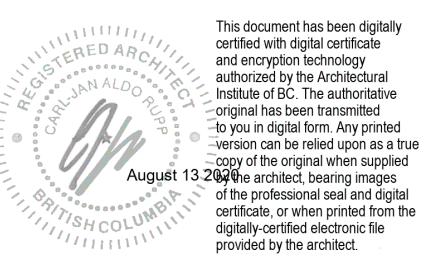 REGISTERED ARCHITECT
CARL-JAN ALDO RUPP
BRITISH COLUMBIA
August 13 2020
This document has been digitally
certified with digital certificate
and encryption technology
authorized by the Architectural
Institute of BC. The authoritative
original has been transmitted
to you in digital form. Any printed
version can be relied upon as a true
copy of the original when supplied
by the architect, bearing images
of the professional seal and digital
certificate, or when printed from the
digitally-certified electronic file
provided by the architect.